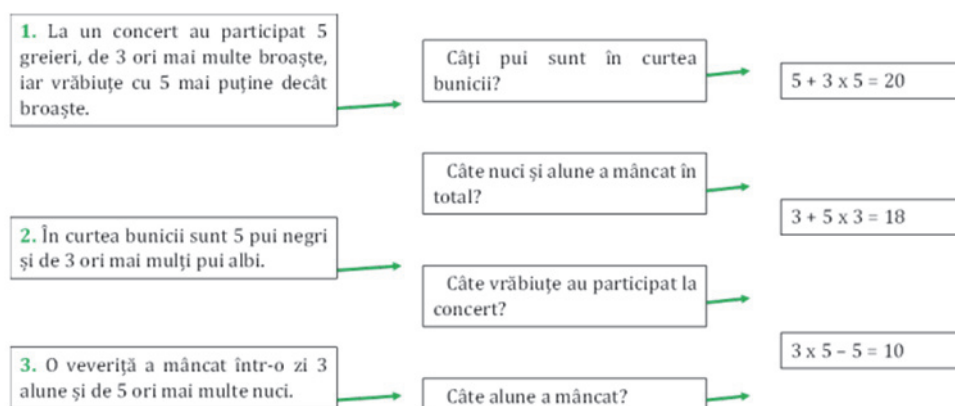 1. La un concert au participat 5
greieri, de 3 ori mai multe broaște,
iar vrăbiuțe cu 5 mai puține decât
broaște.
Câți pui sunt în curtea
bunicii?
5 + 3 x 5 = 20
Câte nuci și alune a mâncat în
total?
3 + 5 x 3 = 18
2. În curtea bunicii sunt 5 pui negri
și de 3 ori mai mulți pui albi.
Câte vrăbiuțe au participat la
concert?
3 x 5 – 5 = 10
3. O veveriță a mâncat într-o zi 3
alune și de 5 ori mai multe nuci.
Câte alune a mâncat?